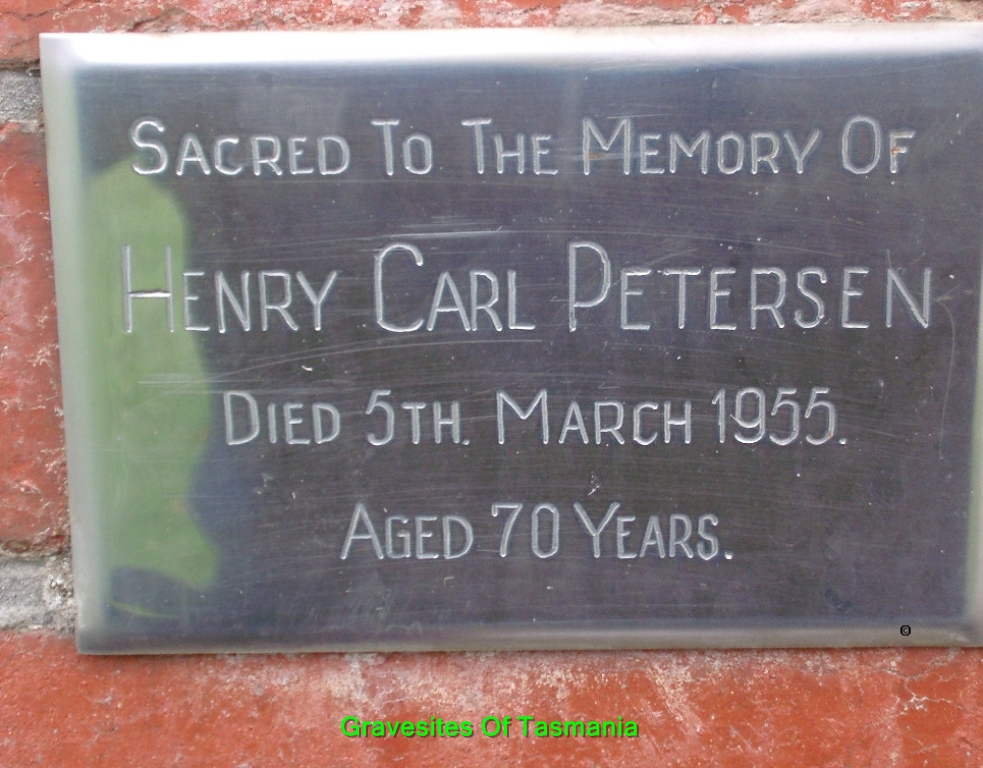 Sacred To The Memory Of
Henry Carl Petersen
Died 5th. March 1955.
Aged 70 Years.
©
Gravesites Of Tasmania